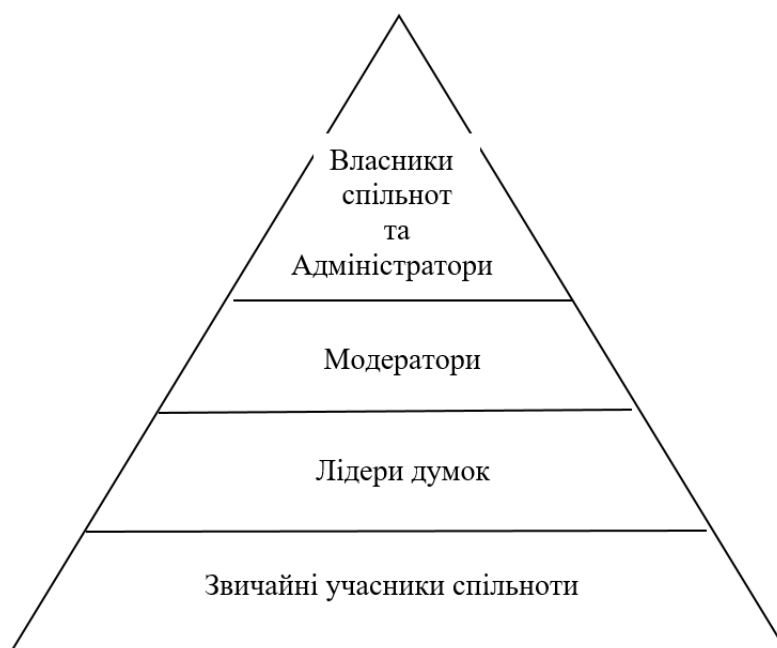 Власники
спільнот
та
Адміністратори
Модератори
Лідери думок
Звичайні учасники спільноти